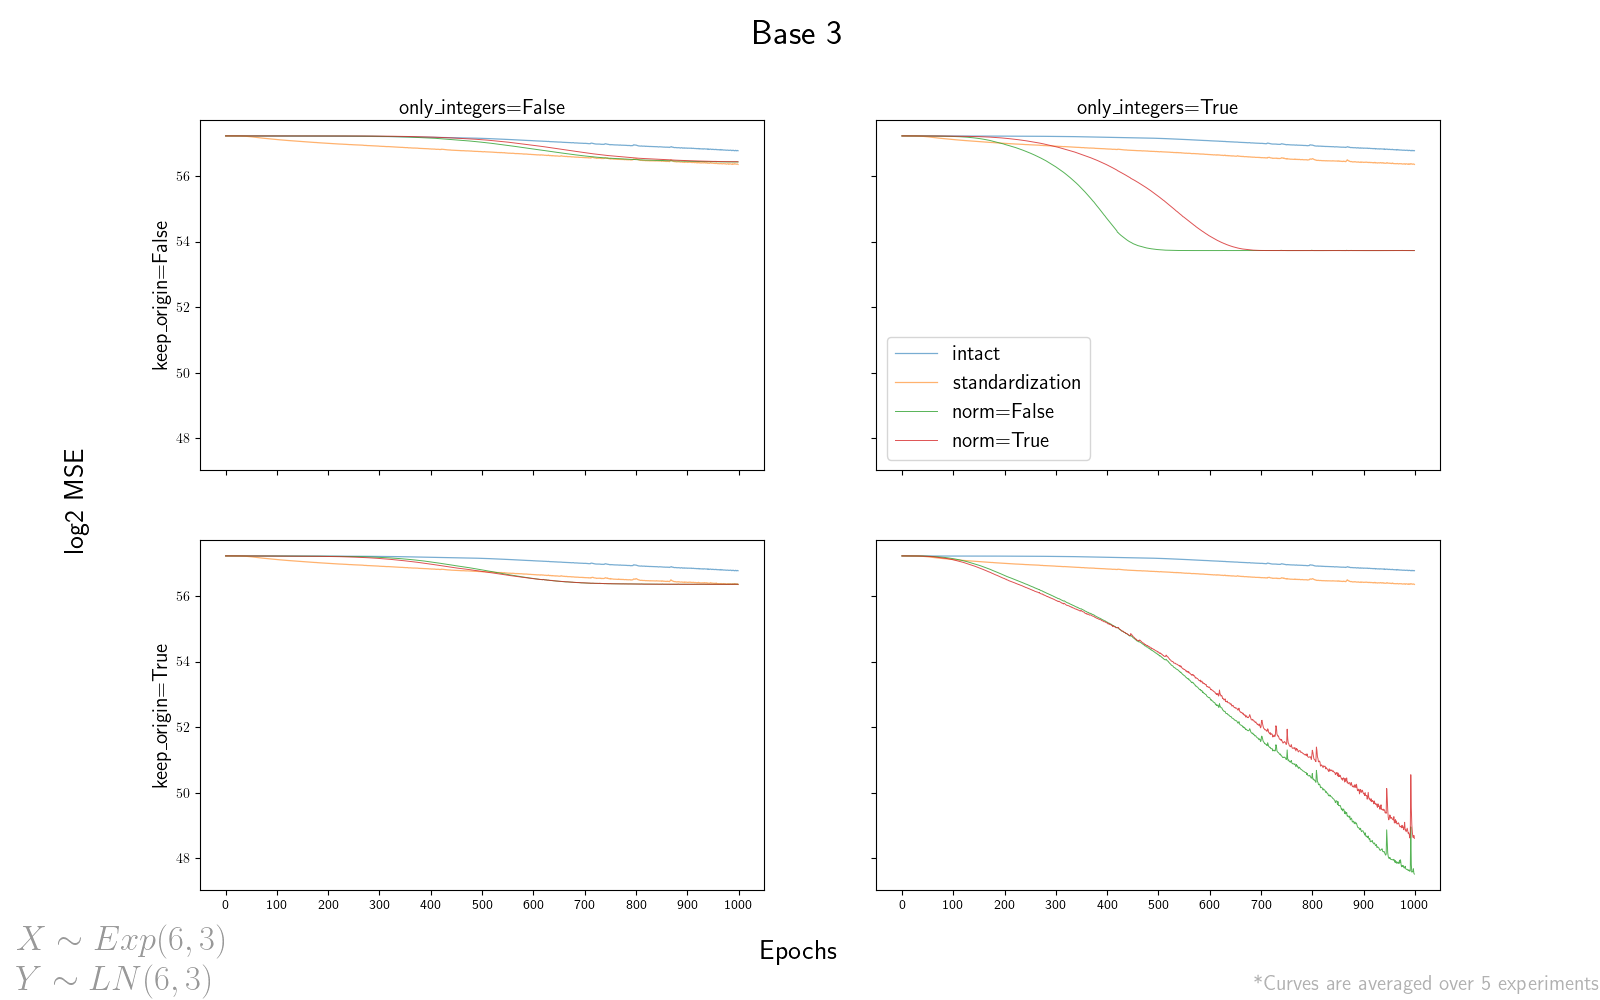 Base 3
only_integers=False
only_integers=True
keep_origin=False
56
54
52
50
48
intact
standardization
norm=False
norm=True
log2 MSE
keep_origin=True
56
54
52
50
48
0 100 200 300 400 500 600 700 800 900 1000
0 100 200 300 400 500 600 700 800 900 1000
X ∼ Exp(6, 3)
Y ∼ LN(6, 3)
Epochs
*Curves are averaged over 5 experiments